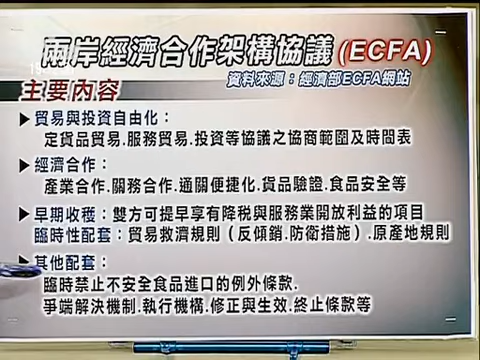 兩岸經濟合作架構協議(ECFA)
資料來源：經濟部ECFA網站
主要內容
▶貿易與投資自由化：
定貨品貿易.服務貿易.投資等協議之協商範圍及時間表
▶經濟合作：
產業合作.關務合作.通關便捷化.貨品驗證.食品安全等
▶早期收穫：雙方可提早享有降稅與服務業開放利益的項目
臨時性配套：貿易救濟規則（反傾銷.防衛措施）.原產地規則
▶其他配套：
臨時禁止不安全食品進口的例外條款.
爭端解決機制.執行機構.修正與生效.終止條款等